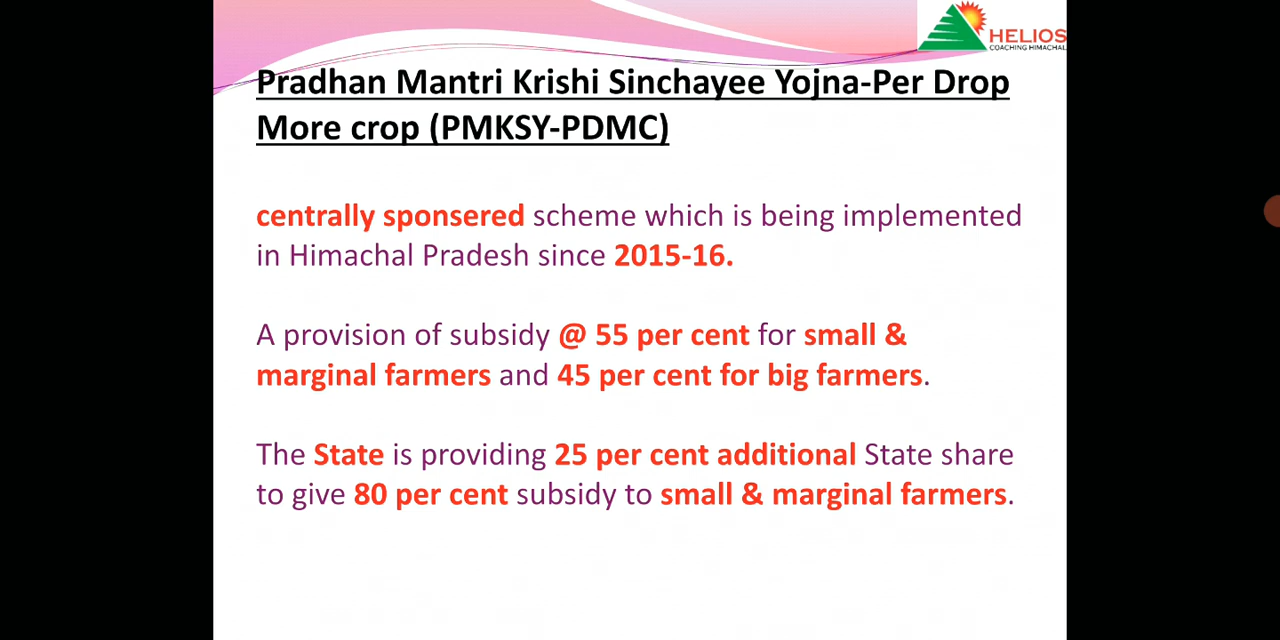 HELIOS
COACHING HIMACHAL
Pradhan Mantri Krishi Sinchayee Yojna-Per Drop
More crop (PMKSY-PDMC)
centrally sponsered scheme which is being implemented
in Himachal Pradesh since 2015-16.
A provision of subsidy @ 55 per cent for small &
marginal farmers and 45 per cent for big farmers.
The State is providing 25 per cent additional State share
to give 80 per cent subsidy to small & marginal farmers.